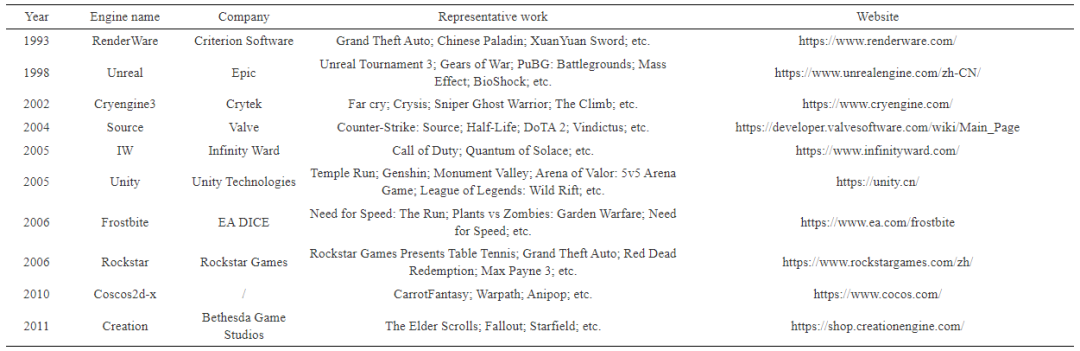 Year Engine name Company Representative work Website
1993 RenderWare Criterion Software Grand Theft Auto; Chinese Paladin; XuanYuan Sword; etc. https://www.renderware.com/
1998 Unreal Epic Unreal Tournament 3; Gears of War; PuBG: Battlegrounds; Mass
Effect; BioShock; etc. https://www.unrealengine.com/zh-CN/
2002 Cryengine3 Crytek Far cry; Crysis; Sniper Ghost Warrior; The Climb; etc. https://www.cryengine.com/
2004 Source Valve Counter-Strike: Source; Half-Life; DoTA 2; Vindictus; etc. https://developer.valvesoftware.com/wiki/Main_Page
2005 IW Infinity Ward Call of Duty; Quantum of Solace; etc. https://www.infinityward.com/
2005 Unity Unity Technologies Temple Run; Genshin; Monument Valley; Arena of Valor: 5v5 Arena
Game; League of Legends: Wild Rift; etc. https://unity.cn/
2006 Frostbite EA DICE Need for Speed: The Run; Plants vs Zombies: Garden Warfare; Need
for Speed; etc. https://www.ea.com/frostbite
2006 Rockstar Rockstar Games Rockstar Games Presents Table Tennis; Grand Theft Auto; Red Dead
Redemption; Max Payne 3; etc. https://www.rockstargames.com/zh/
2010 Coscos2d-x / CarrotFantasy; Warpath; Anipop; etc. https://www.cocos.com/
2011 Creation Bethesda Game
Studios The Elder Scrolls; Fallout; Starfield; etc. https://shop.creationengine.com/